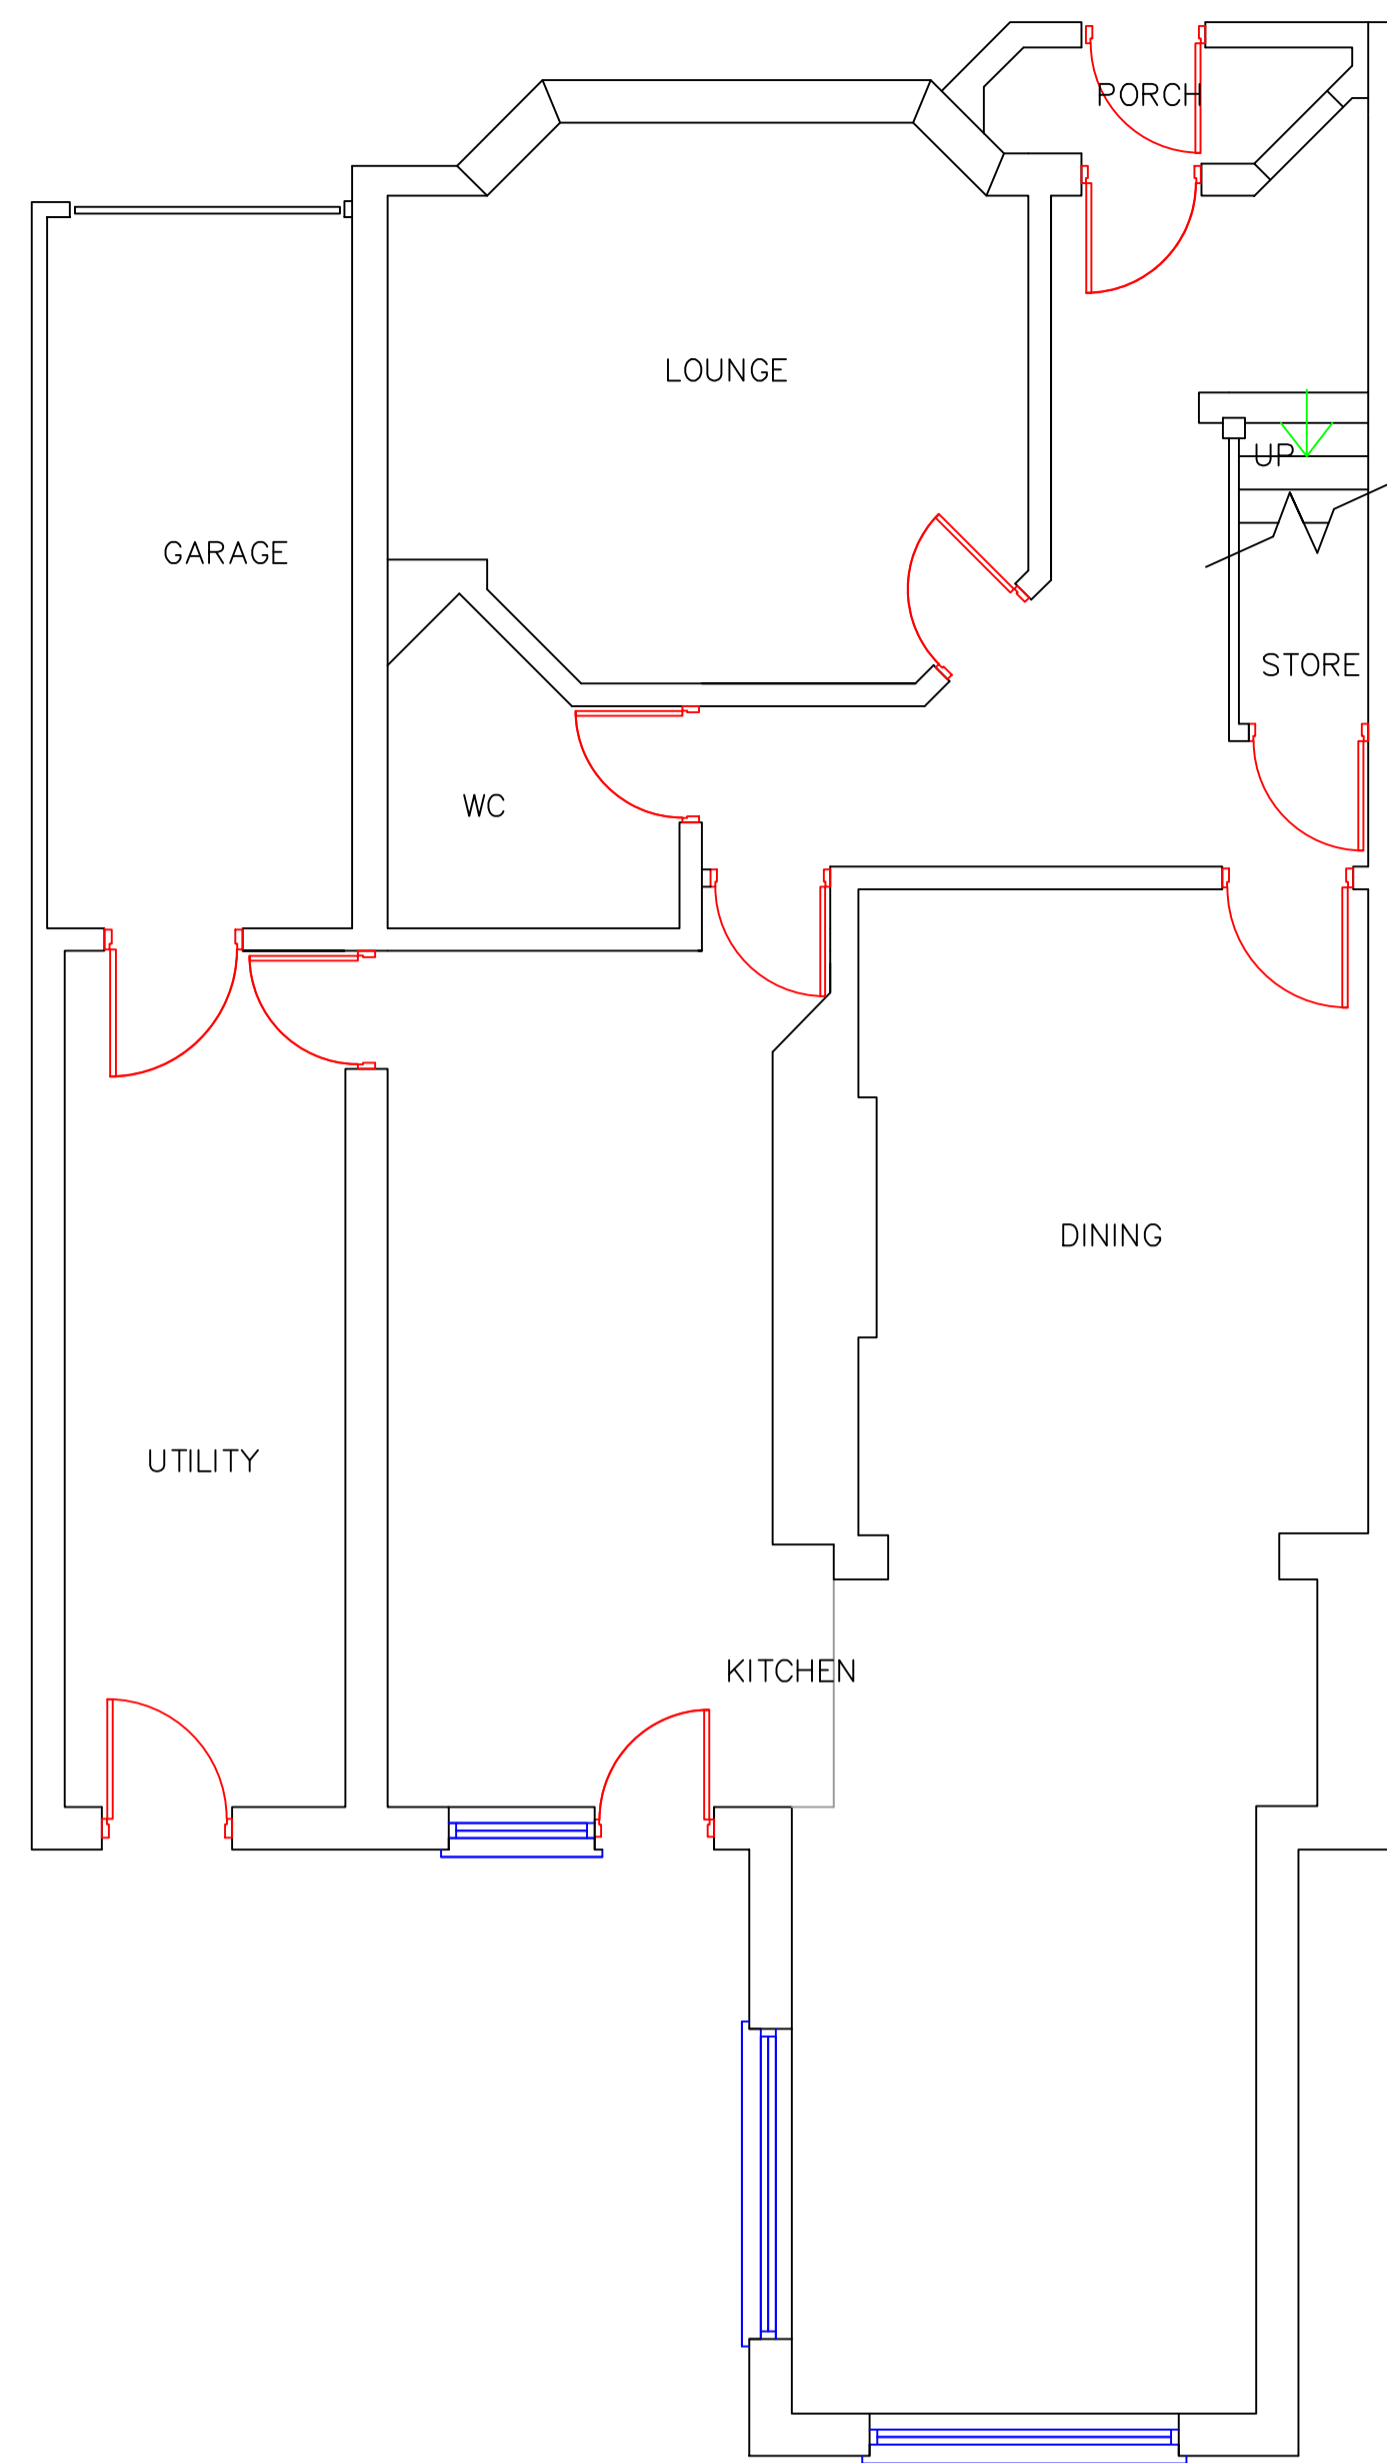 PORCH
LOUNGE
UP
GARAGE
STORE
WC
DINING
UTILITY
KITCHEN